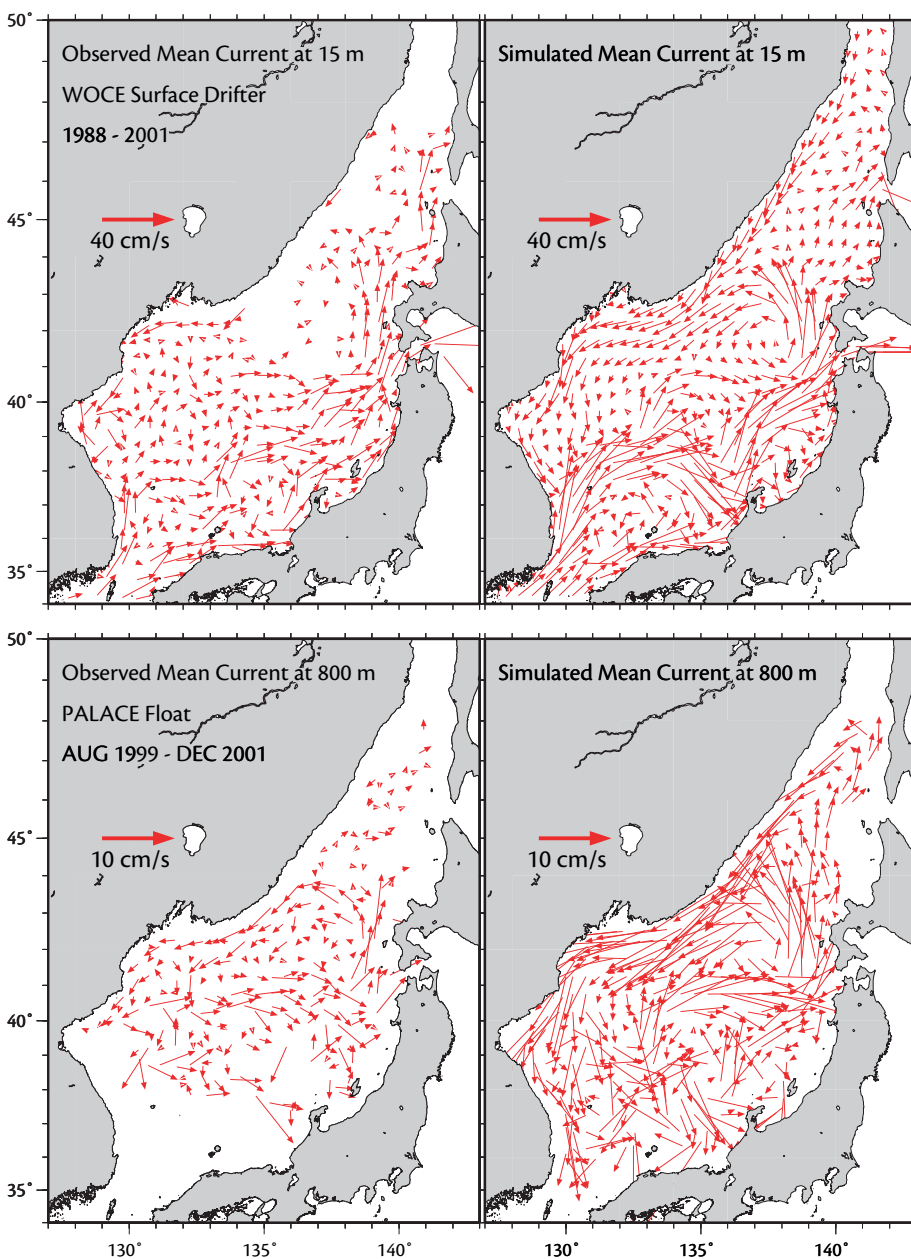 50°
Observed Mean Current at 15 m
WOCE Surface Drifter
1988 - 2001
45°
40 cm/s
40°
35°
Simulated Mean Current at 15 m
40 cm/s
50°
Observed Mean Current at 800 m
PALACE Float
AUG 1999 - DEC 2001
45°
10 cm/s
40°
35°
130° 135° 140°
Simulated Mean Current at 800 m
10 cm/s
130° 135° 140°